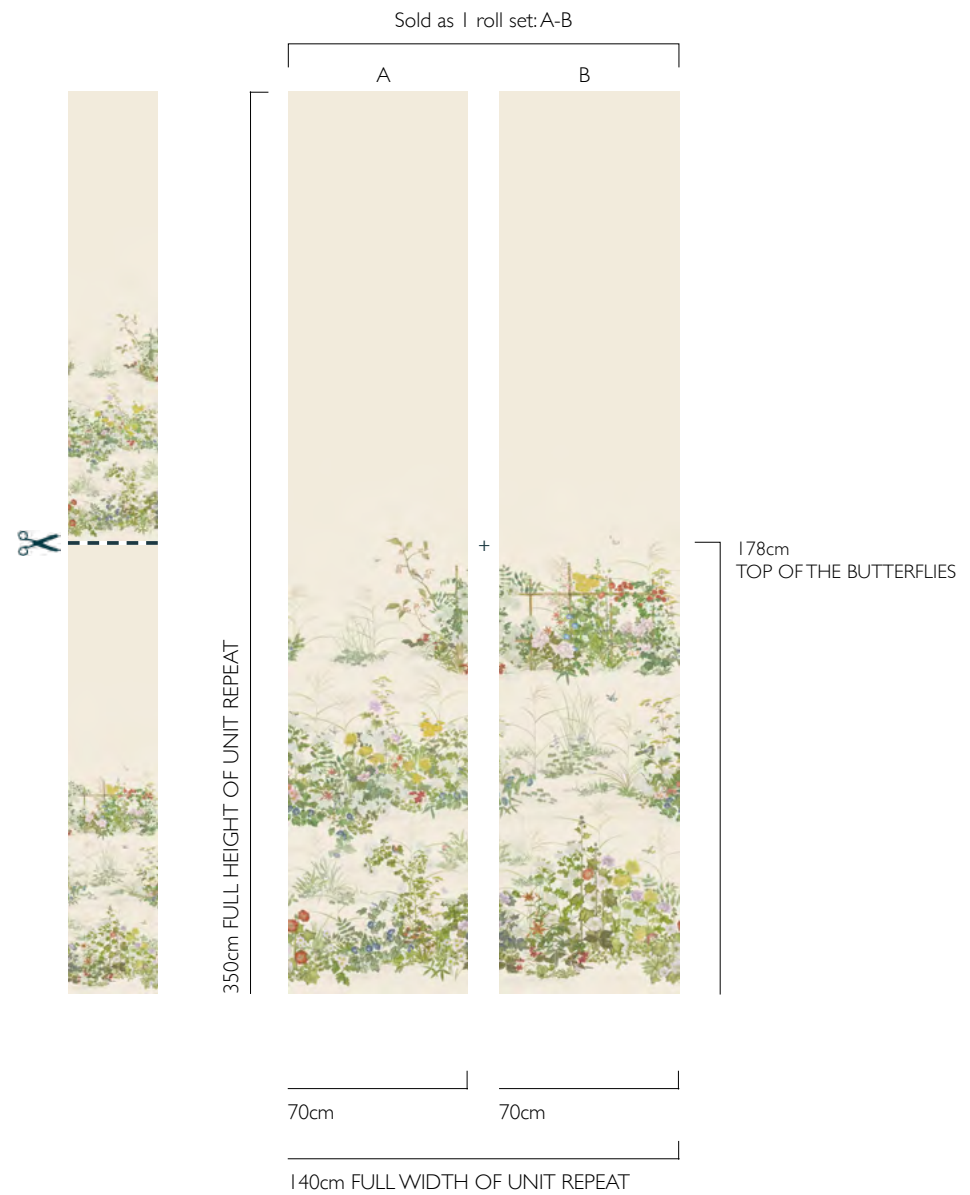 Sold as 1 roll set: A-B
A
B
+
178cm
TOP OF THE BUTTERFLIES
350cm FULL HEIGHT OF UNIT REPEAT
70cm
70cm
140cm FULL WIDTH OF UNIT REPEAT